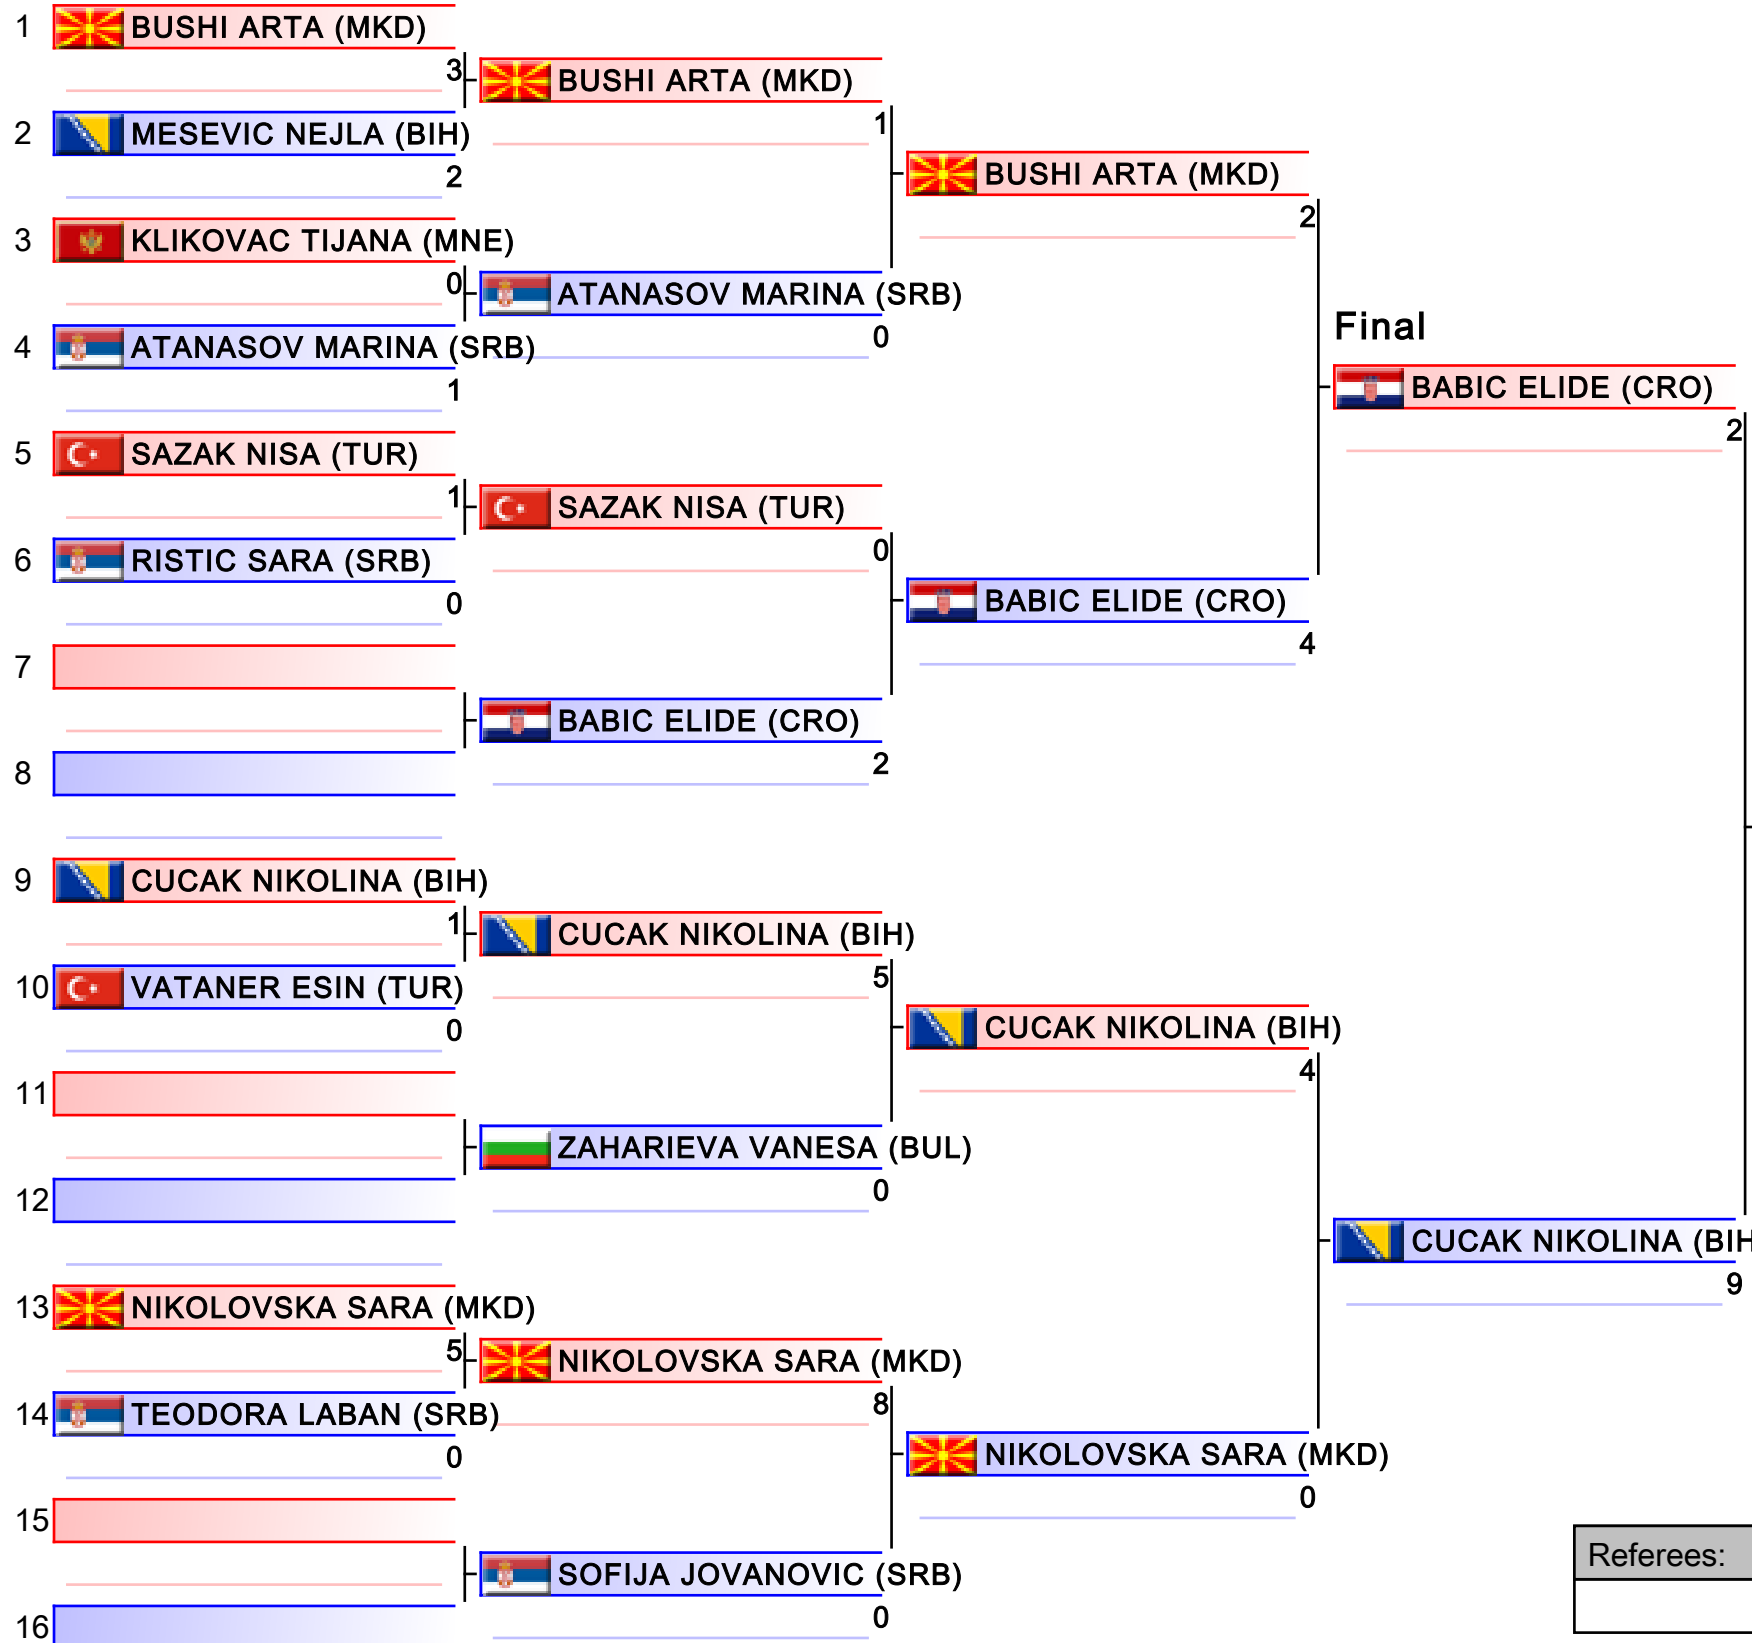 1 BUSHI ARTA (MKD)
3 BUSHI ARTA (MKD)
2 MESEVIC NEJLA (BIH)
1
2 BUSHI ARTA (MKD)
2
3 KLIKOVAC TIJANA (MNE)
0 ATANASOV MARINA (SRB)
0
4 ATANASOV MARINA (SRB)
1
Final
BABIC ELIDE (CRO)
2
5 SAZAK NISA (TUR)
1 SAZAK NISA (TUR)
0
6 RISTIC SARA (SRB)
0
BABIC ELIDE (CRO)
4
7
BABIC ELIDE (CRO)
2
8
9 CUCAK NIKOLINA (BIH)
1 CUCAK NIKOLINA (BIH)
5
10 VATANER ESIN (TUR)
0
CUCAK NIKOLINA (BIH)
4
11
ZAHARIEVA VANESA (BUL)
0
12
CUCAK NIKOLINA (BIH
9
13 NIKOLOVSKA SARA (MKD)
5 NIKOLOVSKA SARA (MKD)
8
14 TEODORA LABAN (SRB)
0
NIKOLOVSKA SARA (MKD)
0
15
SOFIJA JOVANOVIC (SRB)
0
16
Referees: